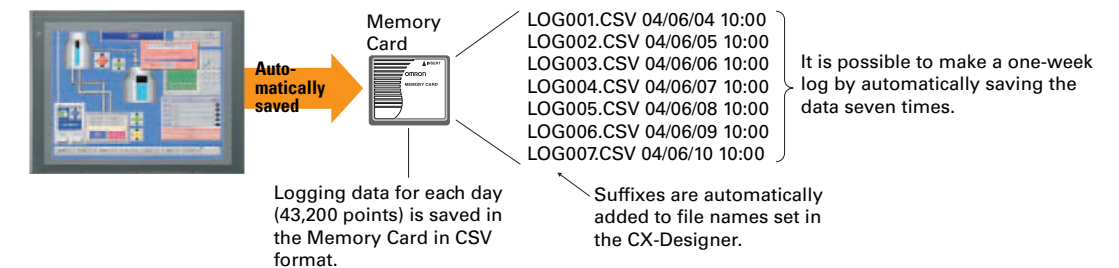 Auto-
matically
saved
Memory
Card
INSERT
OMRON
MEMORY CARD
LOG001.CSV 04/06/04 10:00
LOG002.CSV 04/06/05 10:00
LOG003.CSV 04/06/06 10:00
LOG004.CSV 04/06/07 10:00
LOG005.CSV 04/06/08 10:00
LOG006.CSV 04/06/09 10:00
LOG007.CSV 04/06/10 10:00
It is possible to make a one-week
log by automatically saving the
data seven times.
Logging data for each day
(43,200 points) is saved in
the Memory Card in CSV
format.
Suffixes are automatically
added to file names set in
the CX-Designer.